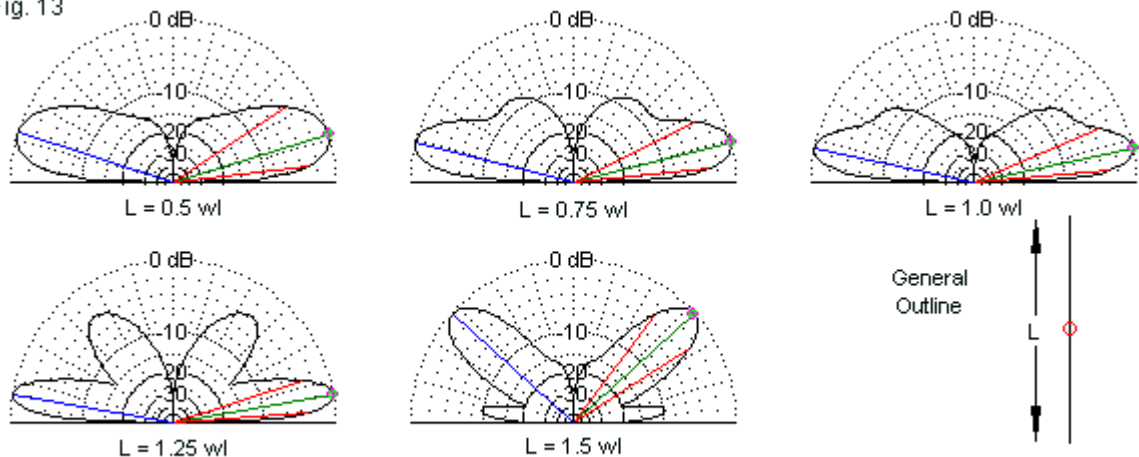 Fig. 13
0 dB
-10
20
30
L = 0.5 wl
0 dB
-10
20
30
L = 0.75 wl
0 dB
-10
20
30
L = 1.0 wl
0 dB
-10
20
30
L = 1.25 wl
0 dB
-10
20
30
L = 1.5 wl
General
Outline
L